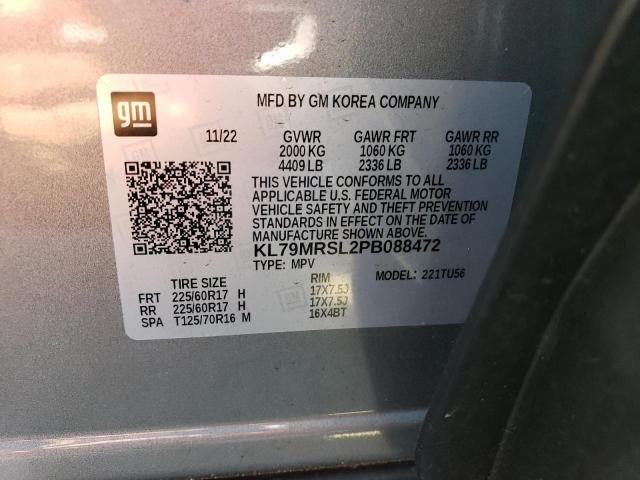 gm
MFD BY GM KOREA COMPANY
11/22 GVWR GAWR FRT GAWR RR
2000 KG 1060 KG 1060 KG
4409 LB 2336 LB 2336 LB
THIS VEHICLE CONFORMS TO ALL
APPLICABLE U.S. FEDERAL MOTOR
VEHICLE SAFETY AND THEFT PREVENTION
STANDARDS IN EFFECT ON THE DATE OF
MANUFACTURE SHOWN ABOVE.
KL79MRSL2PB088472
TYPE: MPV MODEL: 221TU56
TIRE SIZE RIM
FRT 225/60R17 H 17X7.5J
RR 225/60R17 H 17X7.5J
SPA T125/70R16 M 16X4BT